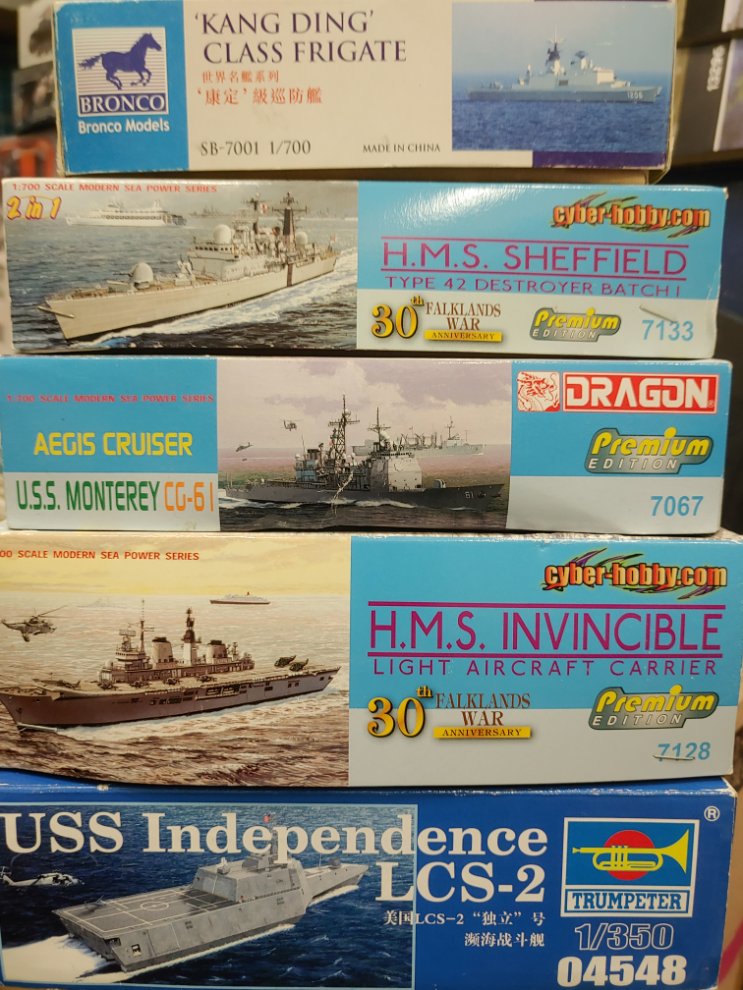 'KANG DING'
CLASS FRIGATE
世界名艦系列
'康定'級巡防艦
BRONCO
Bronco Models
SB-7001 1/700
MADE IN CHINA
1206
13296
1:700 SCALE MODERN SEA POWER SERIES
2 in 1
cyber-hobby.com
H.M.S. SHEFFIELD
TYPE 42 DESTROYER BATCH I
30th FALKLANDS
WAR
ANNIVERSARY
Premium
EDITION
7133
1:700 SCALE MODERN SEA POWER SERIES
DRAGON
AEGIS CRUISER
U.S.S. MONTEREY CG-61
61
Premium
EDITION
7067
00 SCALE MODERN SEA POWER SERIES
cyber-hobby.com
H.M.S. INVINCIBLE
LIGHT AIRCRAFT CARRIER
30th FALKLANDS
WAR
ANNIVERSARY
Premium
EDITION
7128
USS Independence
LCS-2
美国LCS-2 "独立" 号
濒海战斗舰
TRUMPETER
®
1/350
04548